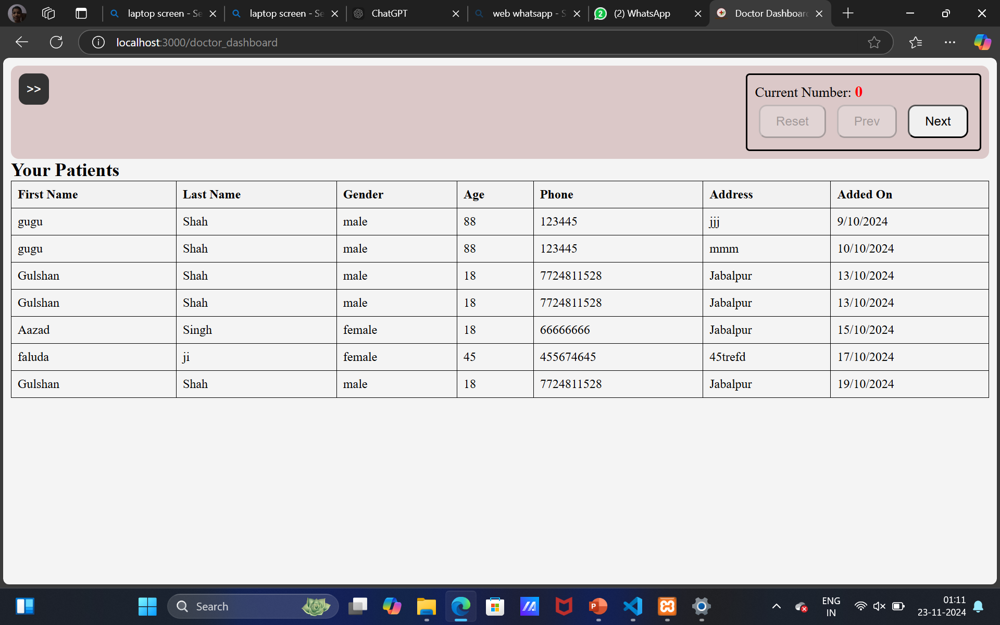 laptop screen - Se
laptop screen - Se
ChatGPT
web whatsapp - S
2 (2) WhatsApp
Doctor Dashboard
localhost:3000/doctor_dashboard
>>
Current Number: 0
Reset Prev Next
Your Patients
First Name Last Name Gender Age Phone Address Added On
gugu Shah male 88 123445 jjj 9/10/2024
gugu Shah male 88 123445 mmm 10/10/2024
Gulshan Shah male 18 7724811528 Jabalpur 13/10/2024
Gulshan Shah male 18 7724811528 Jabalpur 13/10/2024
Aazad Singh female 18 66666666 Jabalpur 15/10/2024
faluda ji female 45 455674645 45trefd 17/10/2024
Gulshan Shah male 18 7724811528 Jabalpur 19/10/2024
Search
P
ENG
IN
01:11
23-11-2024